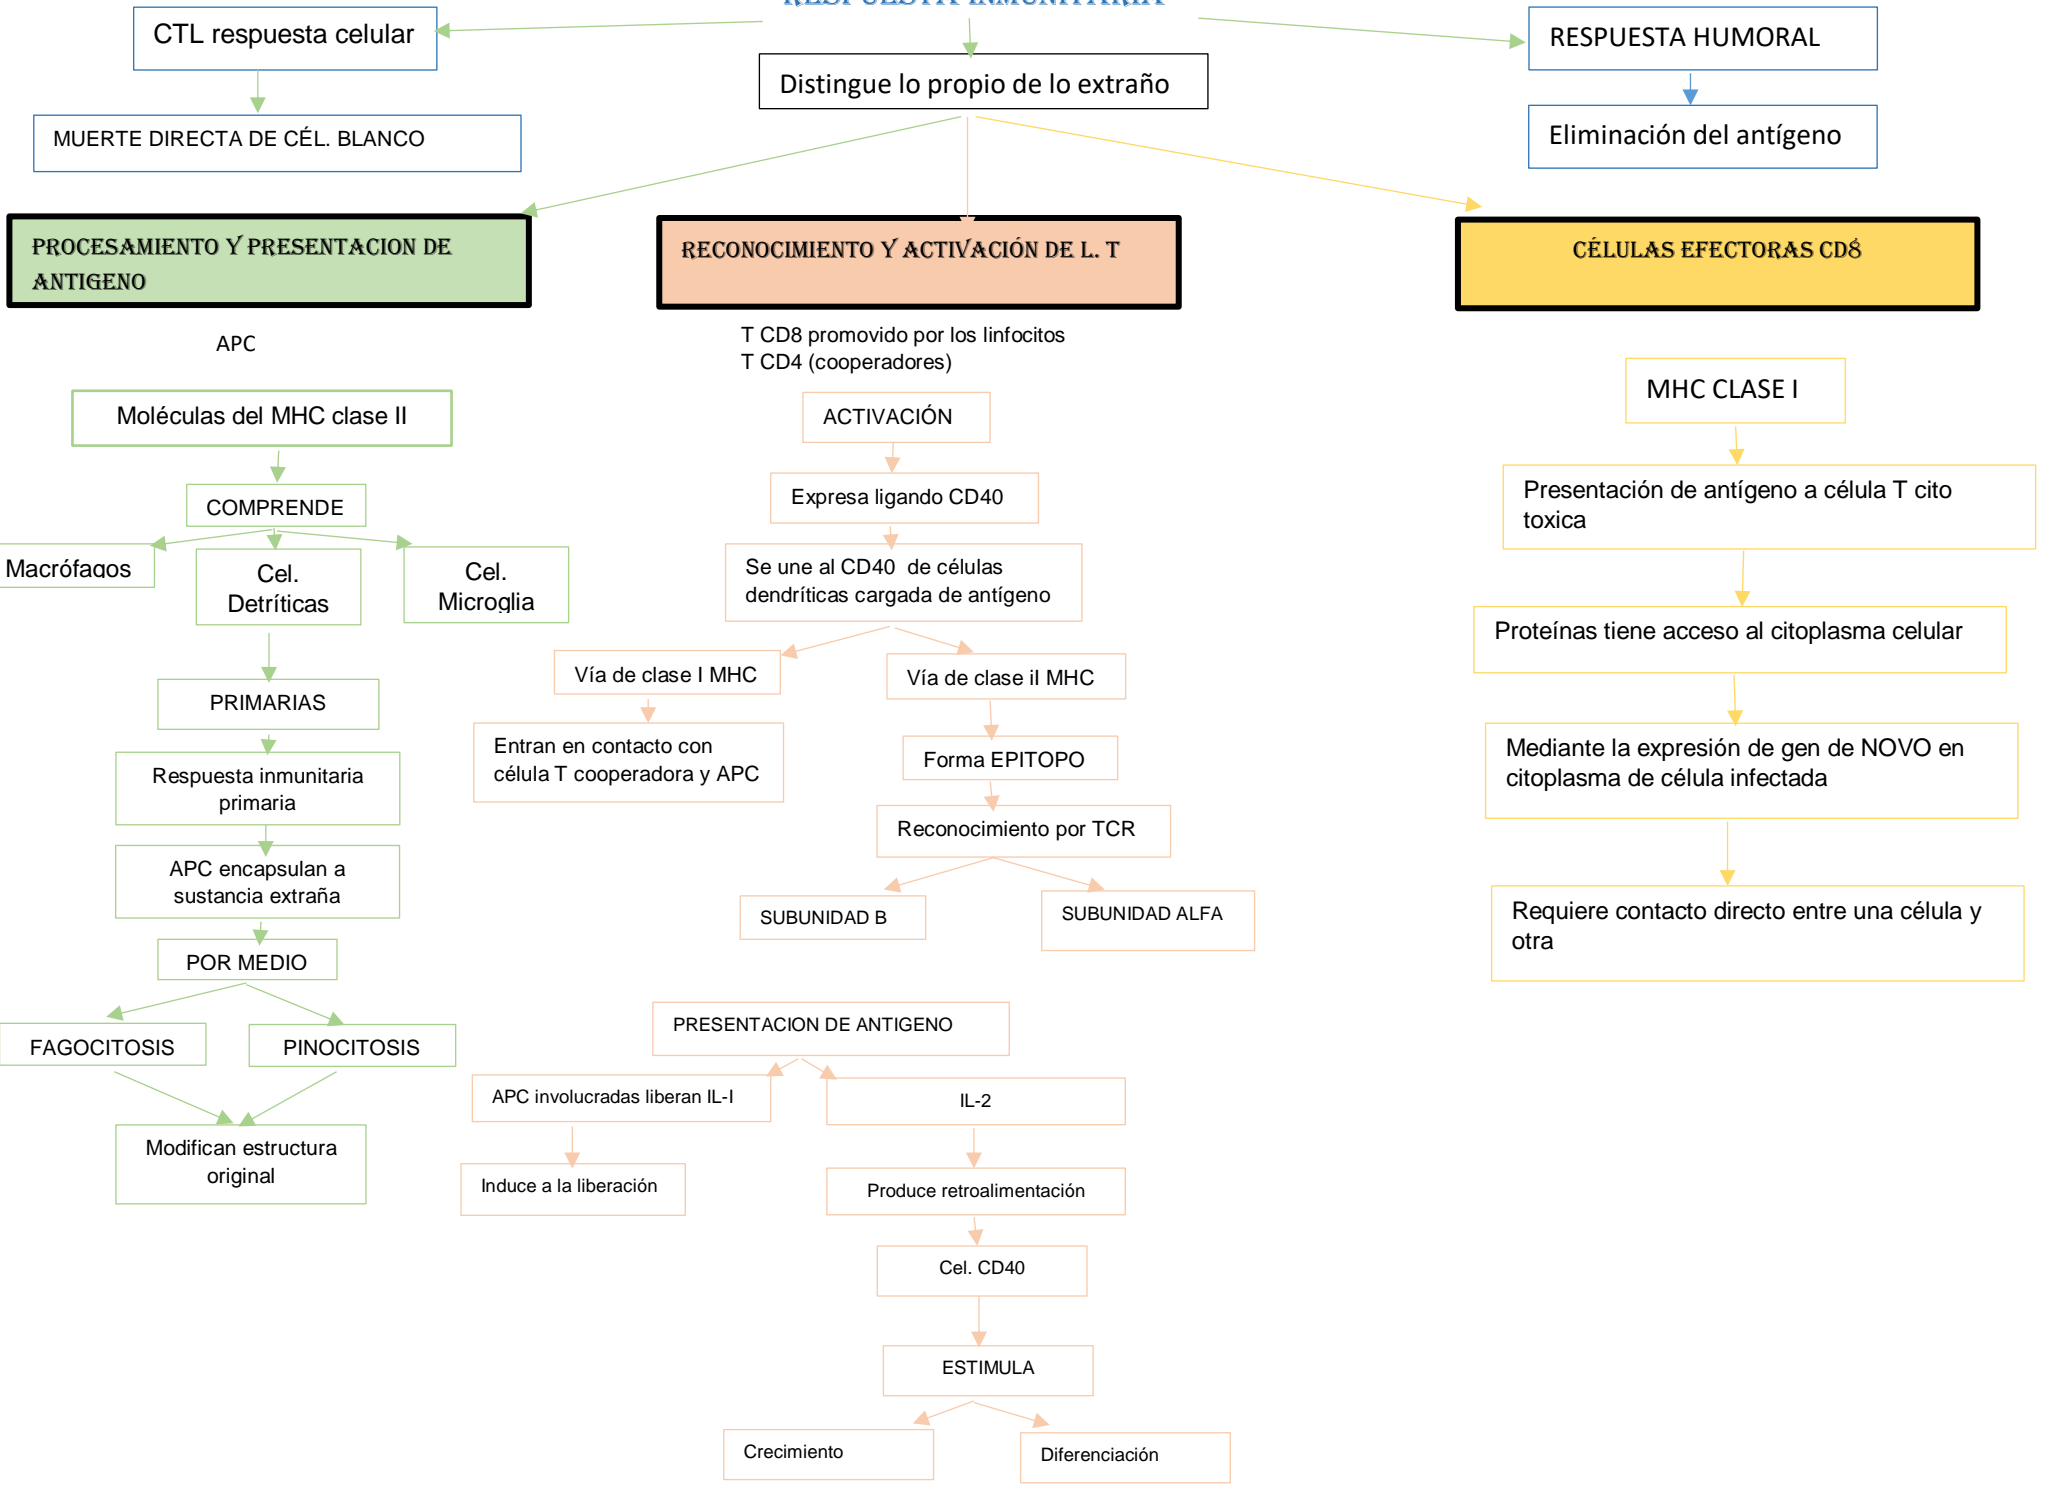 RESPUESTA INMUNITARIA
CTL respuesta celular
Distingue lo propio de lo extraño
RESPUESTA HUMORAL
MUERTE DIRECTA DE CÉL. BLANCO
Eliminación del antígeno
PROCESAMIENTO Y PRESENTACION DE
ANTIGENO
RECONOCIMIENTO Y ACTIVACIÓN DE L. T
CÉLULAS EFECTORAS CD8
APC
Moléculas del MHC clase II
COMPRENDE
Macrófagos
Cel.
Detríticas
Cel.
Microglia
PRIMARIAS
Respuesta inmunitaria
primaria
APC encapsulan a
sustancia extraña
POR MEDIO
FAGOCITOSIS
PINOCITOSIS
Modifican estructura
original
T CD8 promovido por los linfocitos
T CD4 (cooperadores)
ACTIVACIÓN
Expresa ligando CD40
Se une al CD40 de células
dendríticas cargada de antígeno
Vía de clase I MHC
Vía de clase iI MHC
Entran en contacto con
célula T cooperadora y APC
Forma EPITOPO
Reconocimiento por TCR
SUBUNIDAD B
SUBUNIDAD ALFA
PRESENTACION DE ANTIGENO
APC involucradas liberan IL-I
IL-2
Induce a la liberación
Produce retroalimentación
Cel. CD40
ESTIMULA
Crecimiento
Diferenciación
MHC CLASE I
Presentación de antígeno a célula T cito
toxica
Proteínas tiene acceso al citoplasma celular
Mediante la expresión de gen de NOVO en
citoplasma de célula infectada
Requiere contacto directo entre una célula y
otra